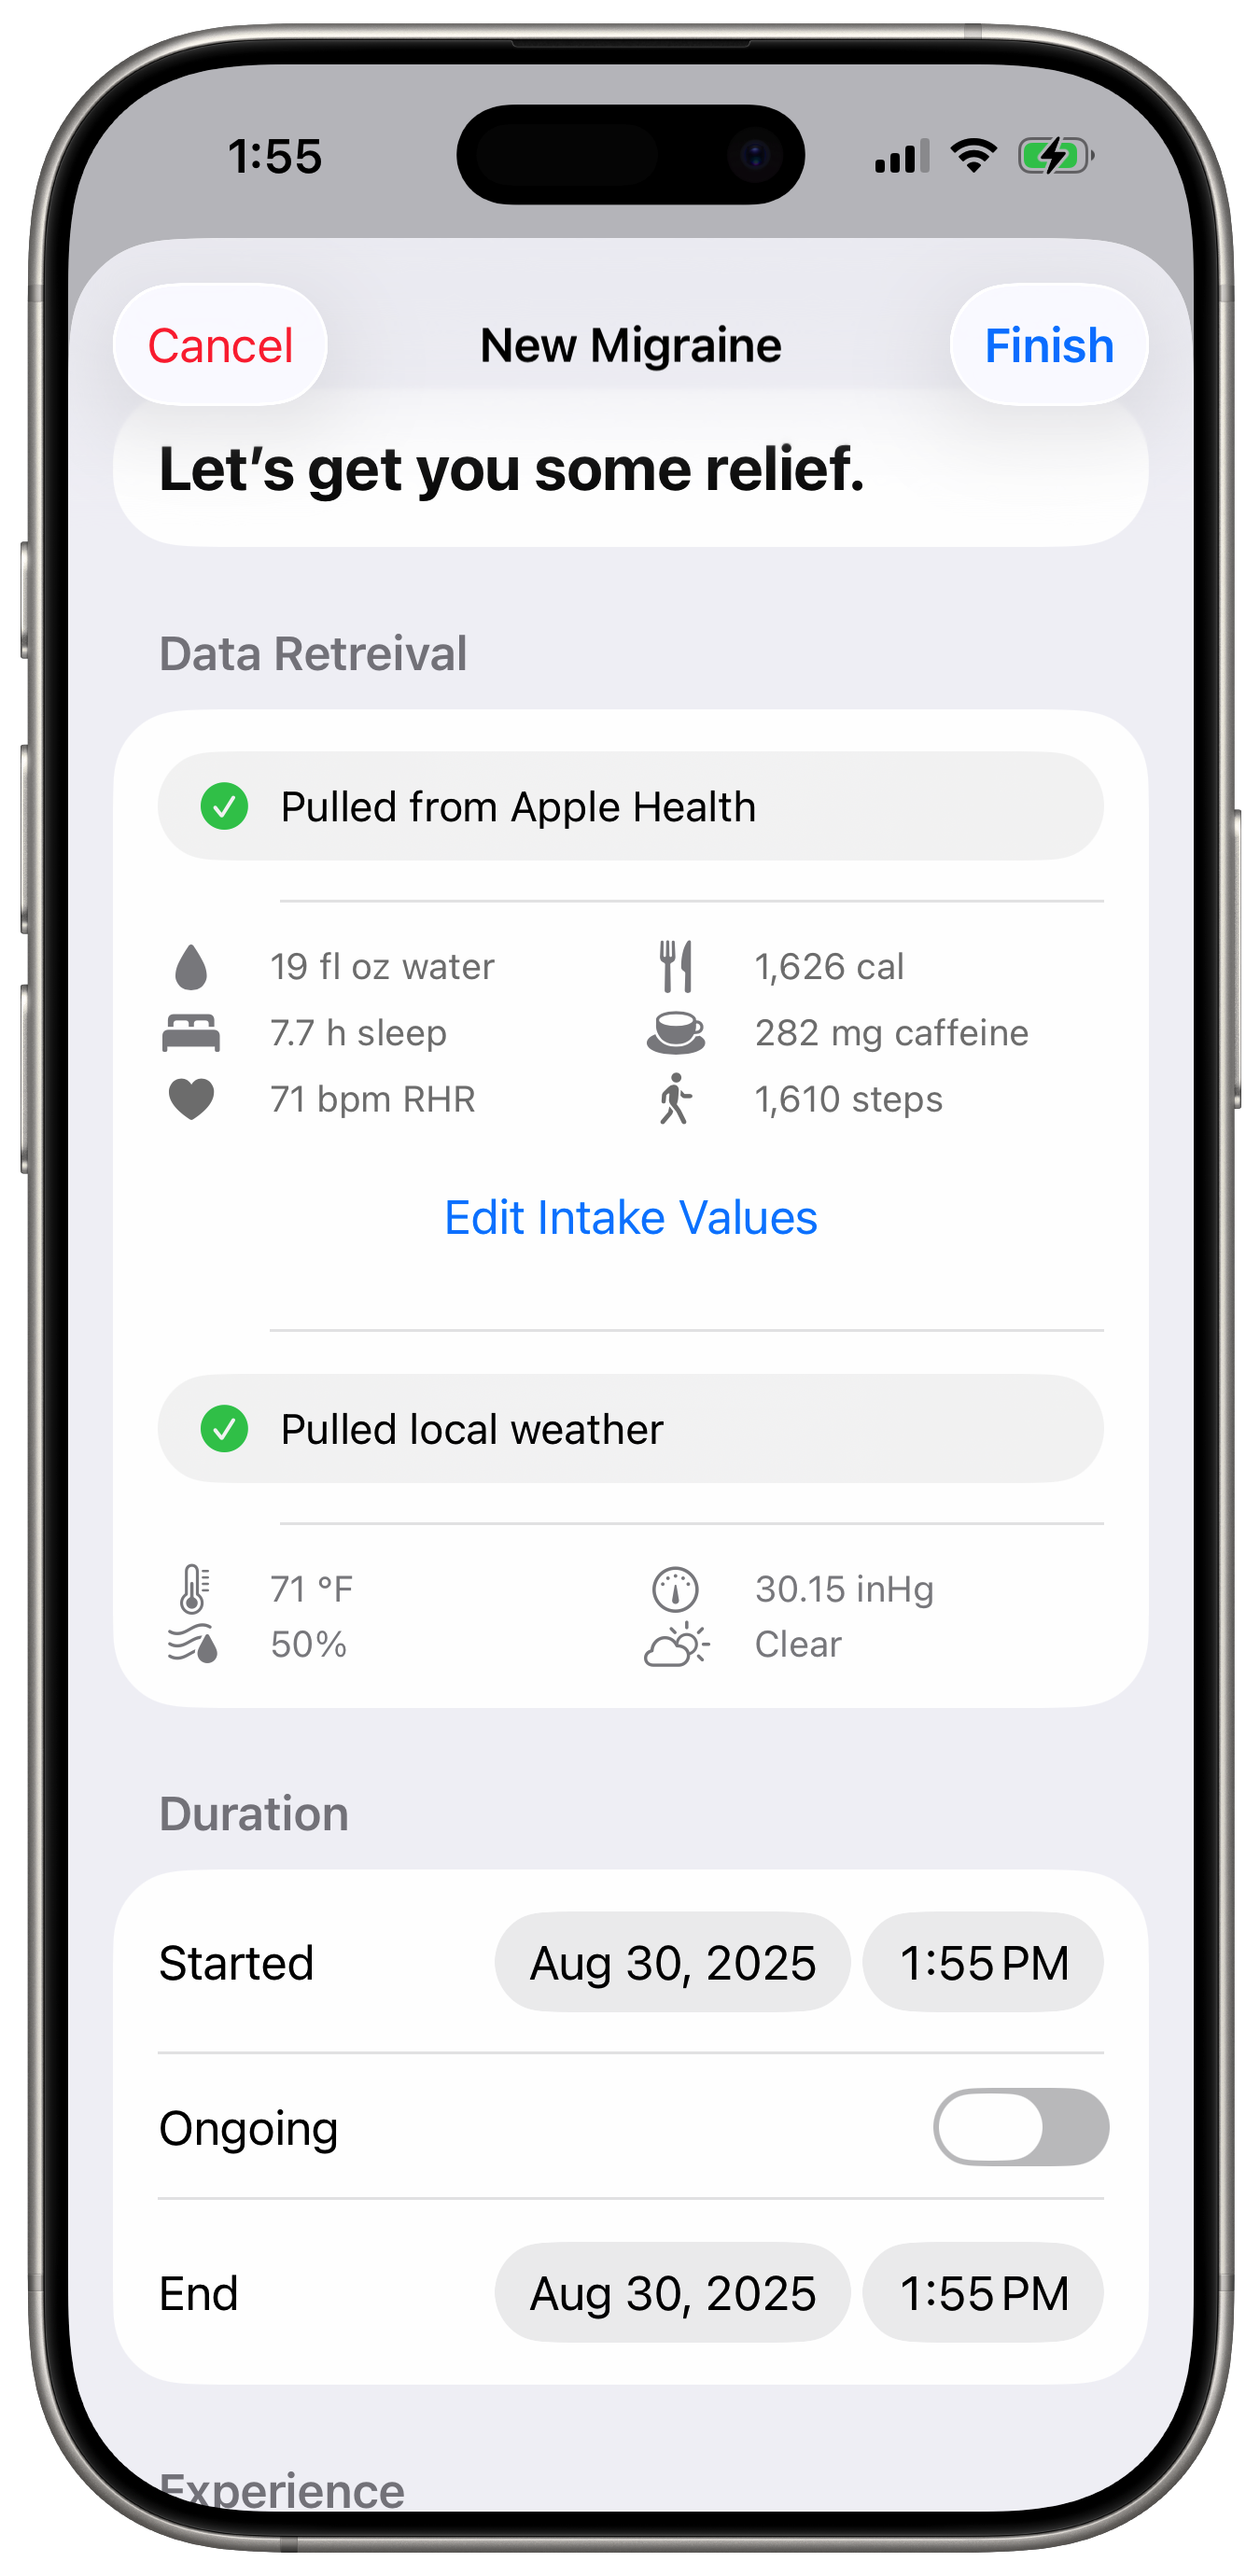 1:55
Cancel New Migraine Finish
Let's get you some relief.
Data Retreival
Pulled from Apple Health
19 fl oz water 1,626 cal
7.7 h sleep 282 mg caffeine
71 bpm RHR 1,610 steps
Edit Intake Values
Pulled local weather
71 °F 30.15 inHg
50% Clear
Duration
Started Aug 30, 2025 1:55 PM
Ongoing
End Aug 30, 2025 1:55 PM
Experience